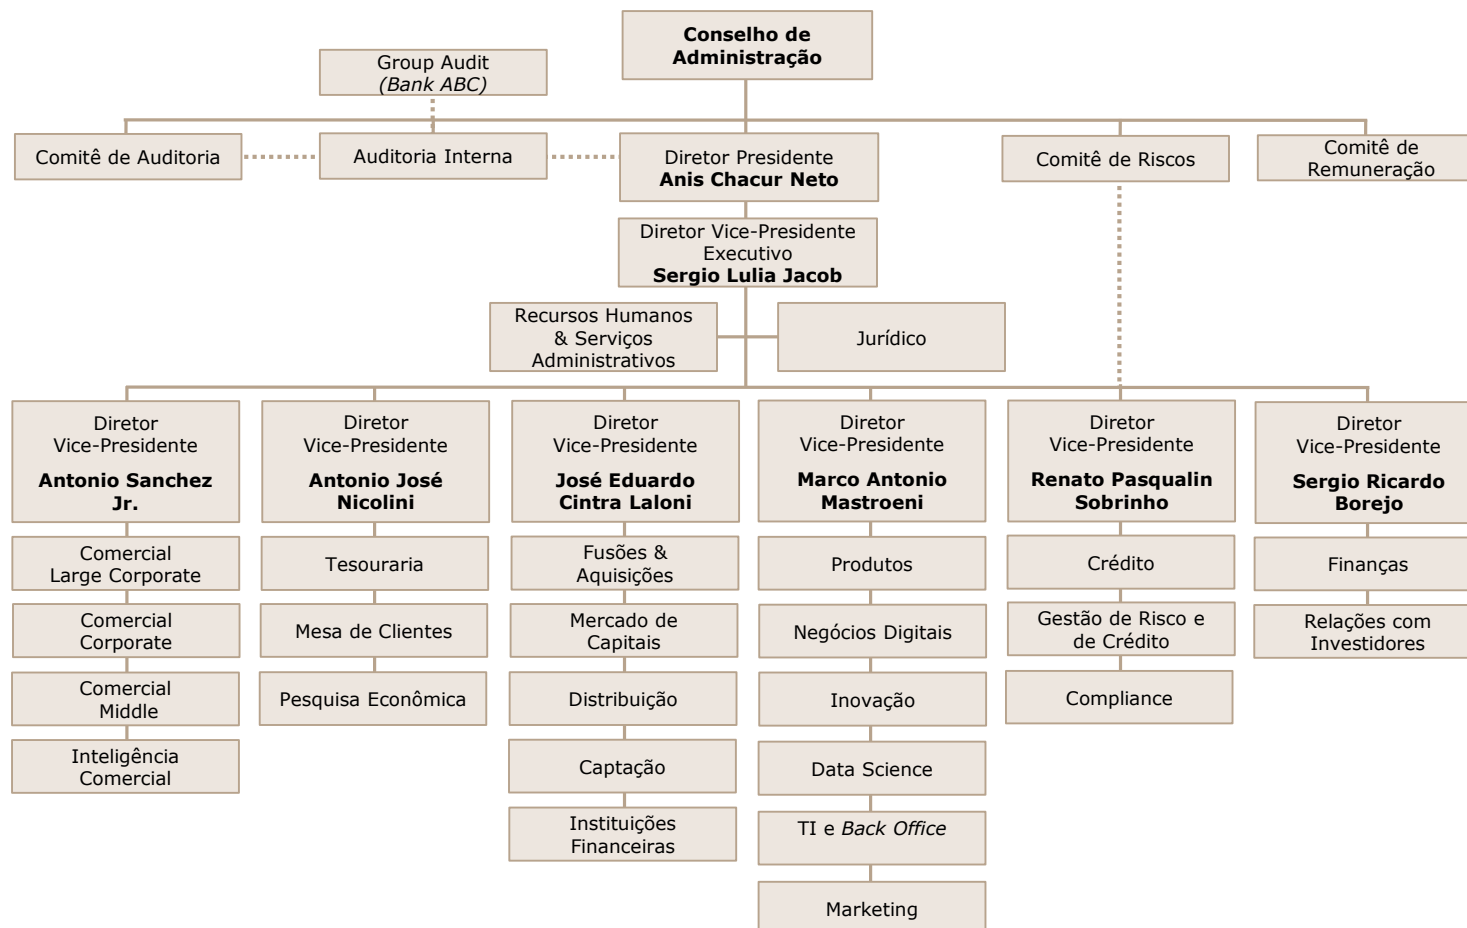 Conselho de
Administração
Group Audit
(Bank ABC)
Comitê de Auditoria
Auditoria Interna
Diretor Presidente
Anis Chacur Neto
Comitê de Riscos
Comitê de
Remuneração
Diretor Vice-Presidente
Executivo
Sergio Lulia Jacob
Recursos Humanos
& Serviços
Administrativos
Jurídico
Diretor
Vice-Presidente
Antonio Sanchez
Jr.
Comercial
Large Corporate
Comercial
Corporate
Comercial
Middle
Inteligência
Comercial
Diretor
Vice-Presidente
Antonio José
Nicolini
Tesouraria
Mesa de Clientes
Pesquisa Econômica
Diretor
Vice-Presidente
José Eduardo
Cintra Laloni
Fusões &
Aquisições
Mercado de
Capitais
Distribuição
Captação
Instituições
Financeiras
Diretor
Vice-Presidente
Marco Antonio
Mastroeni
Produtos
Negócios Digitais
Inovação
Data Science
TI e Back Office
Marketing
Diretor
Vice-Presidente
Renato Pasqualin
Sobrinho
Crédito
Gestão de Risco e
de Crédito
Compliance
Diretor
Vice-Presidente
Sergio Ricardo
Borejo
Finanças
Relações com
Investidores